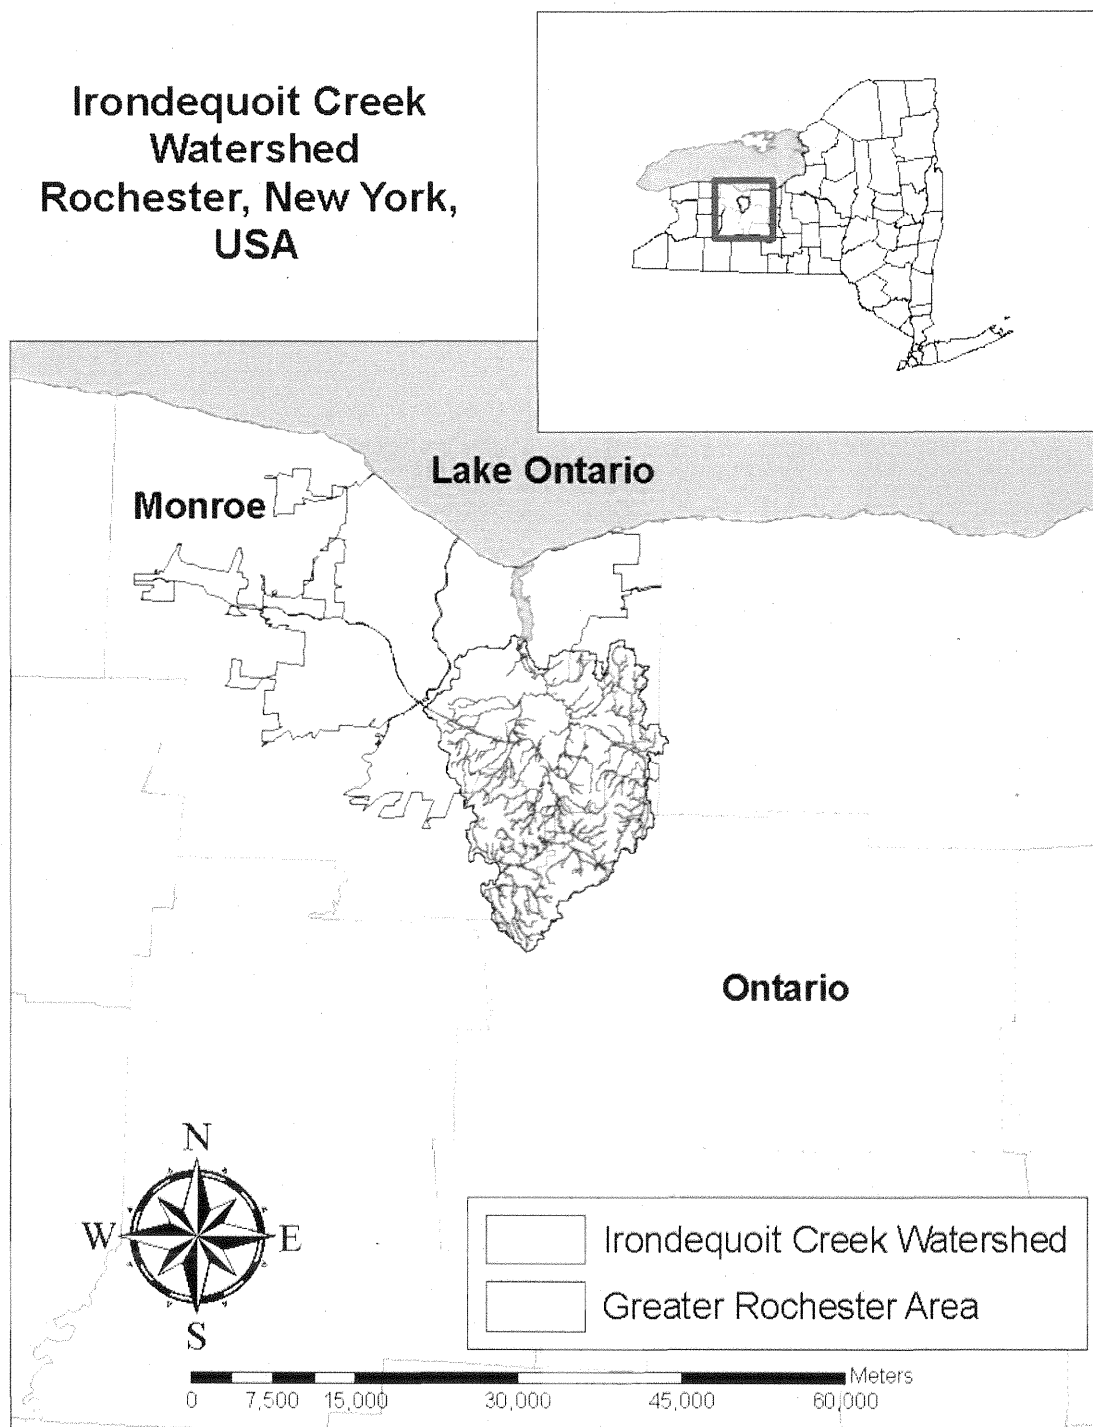 Irondequoit Creek
Watershed
Rochester, New York,
USA
Lake Ontario
Monroe
Ontario
N
W
E
S
Irondequoit Creek Watershed
Greater Rochester Area
Meters
0 7,500 15,000 30,000 45,000 60,000